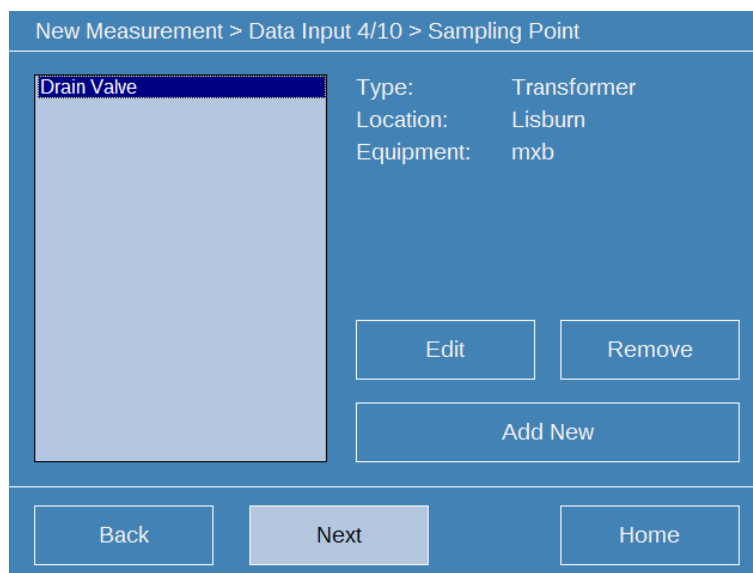 New Measurement > Data Input 4/10 > Sampling Point
Drain Valve
Type: Transformer
Location: Lisburn
Equipment: mxb
Edit Remove
Add New
Back Next Home